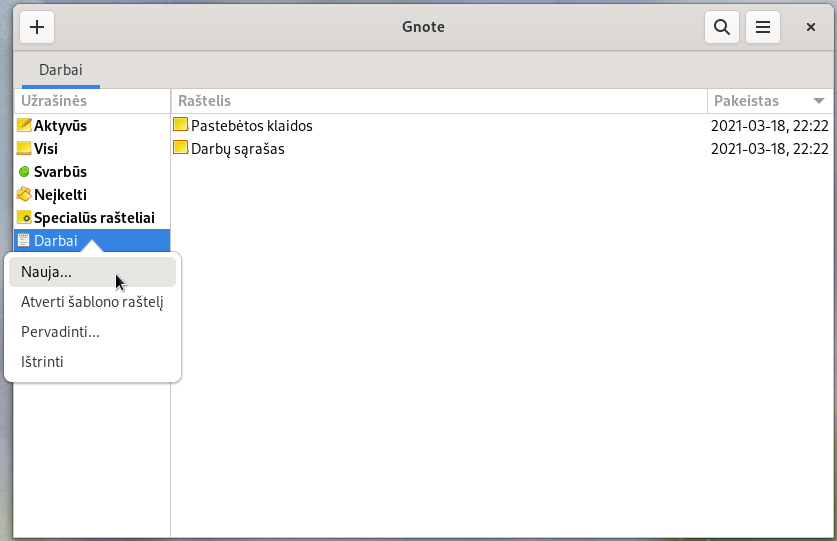 Gnote
Darbai
Užrašinės
Raštelis
Pakeistas
Aktyvūs
Pastebėtos klaidos
2021-03-18, 22:22
Visi
Darbų sąrašas
2021-03-18, 22:22
Svarbūs
Neįkelti
Specialūs rašteliai
Darbai
Nauja...
Atverti šablono raštelį
Pervadinti...
Ištrinti